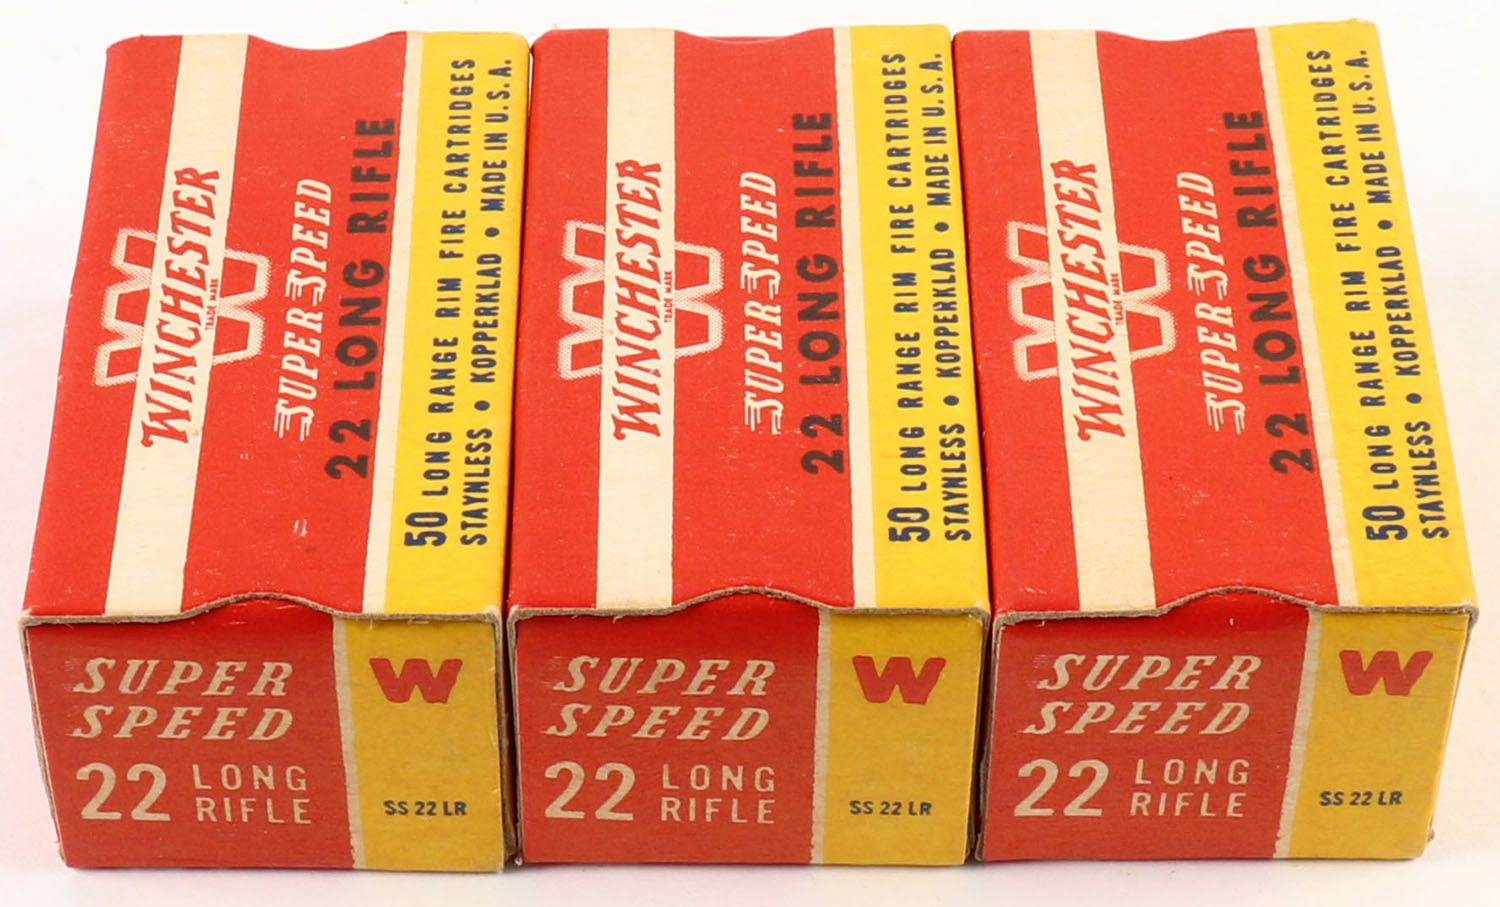 W
WINCHESTER
TRADE MARK
SUPER-SPEED
22 LONG RIFLE
50 LONG RANGE RIM FIRE CARTRIDGES
STAYNLESS • KOPPERKLAD • MADE IN U.S.A.
SUPER
SPEED
22 LONG
RIFLE
W
SS 22 LR
W
WINCHESTER
TRADE MARK
SUPER-SPEED
22 LONG RIFLE
50 LONG RANGE RIM FIRE CARTRIDGES
STAYNLESS • KOPPERKLAD • MADE IN U.S.A.
SUPER
SPEED
22 LONG
RIFLE
W
SS 22 LR
W
WINCHESTER
TRADE MARK
SUPER-SPEED
22 LONG RIFLE
50 LONG RANGE RIM FIRE CARTRIDGES
STAYNLESS • KOPPERKLAD • MADE IN U.S.A.
SUPER
SPEED
22 LONG
RIFLE
W
SS 22 LR